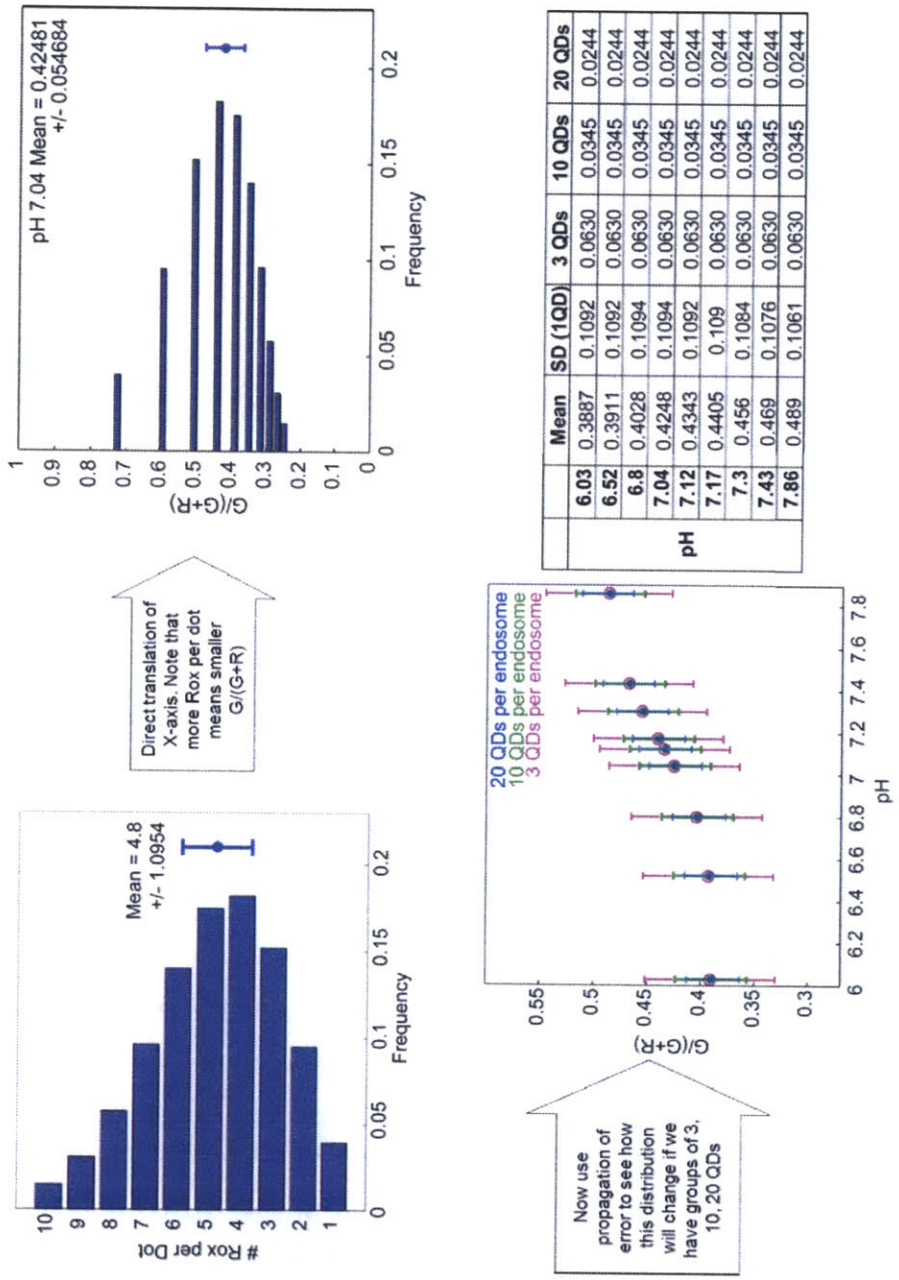 # Rox per Dot
10
9
8
7
6
5
4
3
2
1
Mean = 4.8
+/- 1.0954
0 0.05 0.1 0.15 0.2
Frequency
Direct translation of
X-axis. Note that
more Rox per dot
means smaller
G/(G+R)
G/(G+R)
1
0.9
0.8
0.7
0.6
0.5
0.4
0.3
0.2
0.1
0
pH 7.04 Mean = 0.42481
+/- 0.054684
0 0.05 0.1 0.15 0.2
Frequency
Now use
propagation of
error to see how
this distribution
will change if we
have groups of 3,
10, 20 QDs
G/(G+R)
0.55
0.5
0.45
0.4
0.35
0.3
20 QDs per endosome
10 QDs per endosome
3 QDs per endosome
6 6.2 6.4 6.6 6.8 7 7.2 7.4 7.6 7.8
pH
Mean SD (1QD) 3 QDs 10 QDs 20 QDs
pH
6.03 0.3887 0.1092 0.0630 0.0345 0.0244
6.52 0.3911 0.1092 0.0630 0.0345 0.0244
6.8 0.4028 0.1094 0.0630 0.0345 0.0244
7.04 0.4248 0.1094 0.0630 0.0345 0.0244
7.12 0.4343 0.1092 0.0630 0.0345 0.0244
7.17 0.4405 0.109 0.0630 0.0345 0.0244
7.3 0.456 0.1084 0.0630 0.0345 0.0244
7.43 0.469 0.1076 0.0630 0.0345 0.0244
7.86 0.489 0.1061 0.0630 0.0345 0.0244